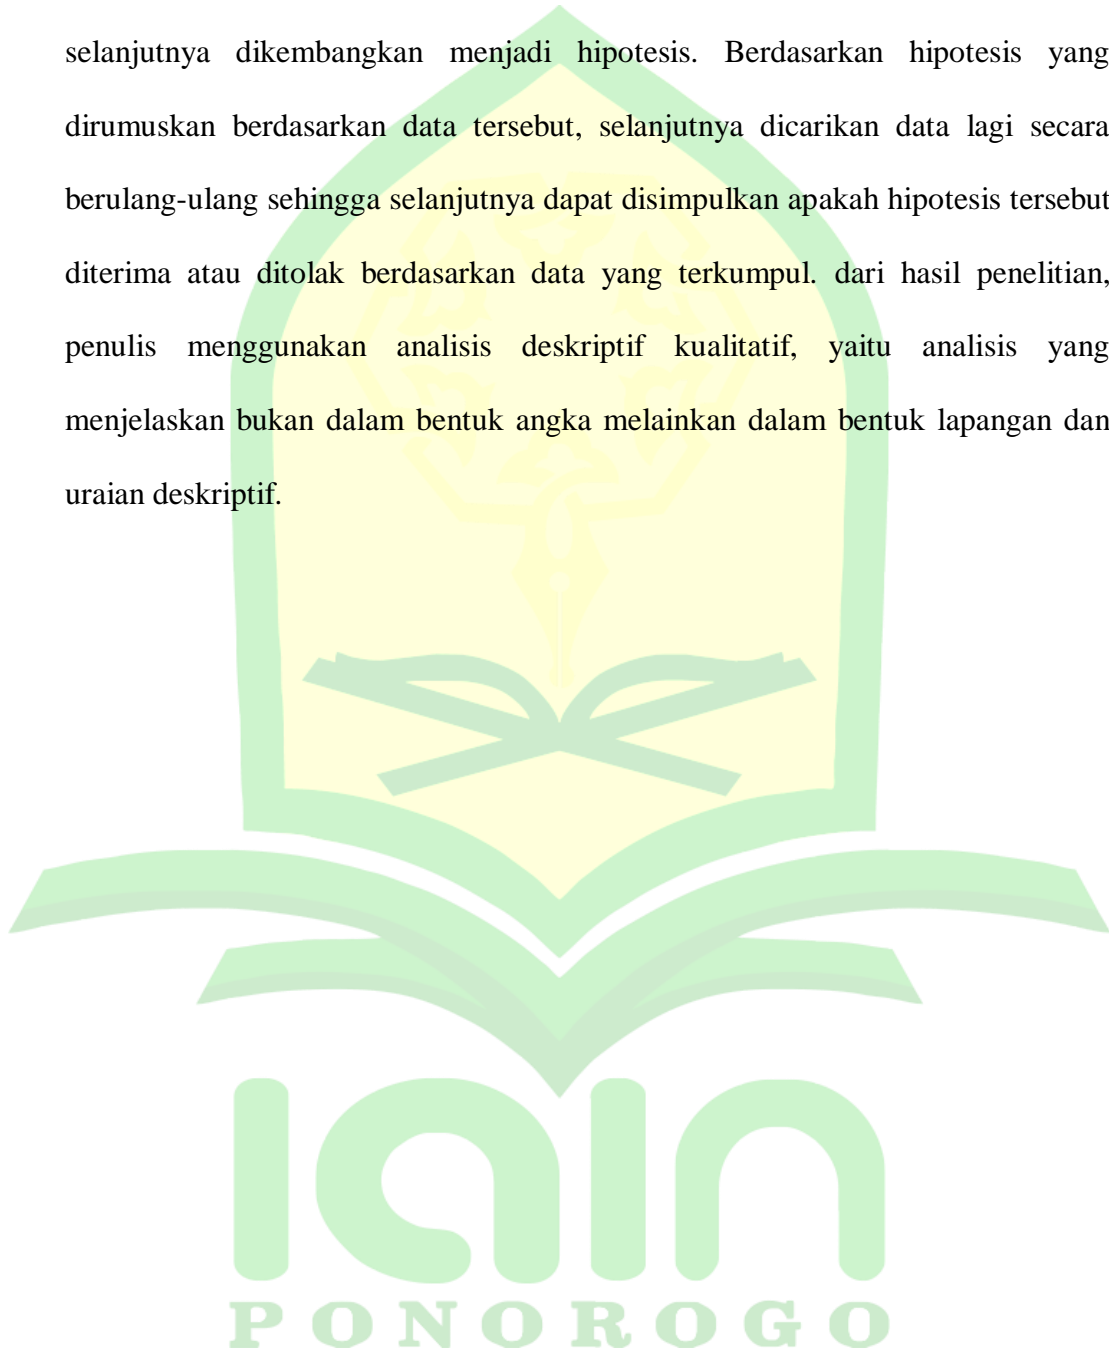 selanjutnya dikembangkan menjadi hipotesis. Berdasarkan hipotesis yang
dirumuskan berdasarkan data tersebut, selanjutnya dicarikan data lagi secara
berulang-ulang sehingga selanjutnya dapat disimpulkan apakah hipotesis tersebut
diterima atau ditolak berdasarkan data yang terkumpul. dari hasil penelitian,
penulis menggunakan analisis deskriptif kualitatif, yaitu analisis yang
menjelaskan bukan dalam bentuk angka melainkan dalam bentuk lapangan dan
uraian deskriptif.
IAIN
PONOROGO